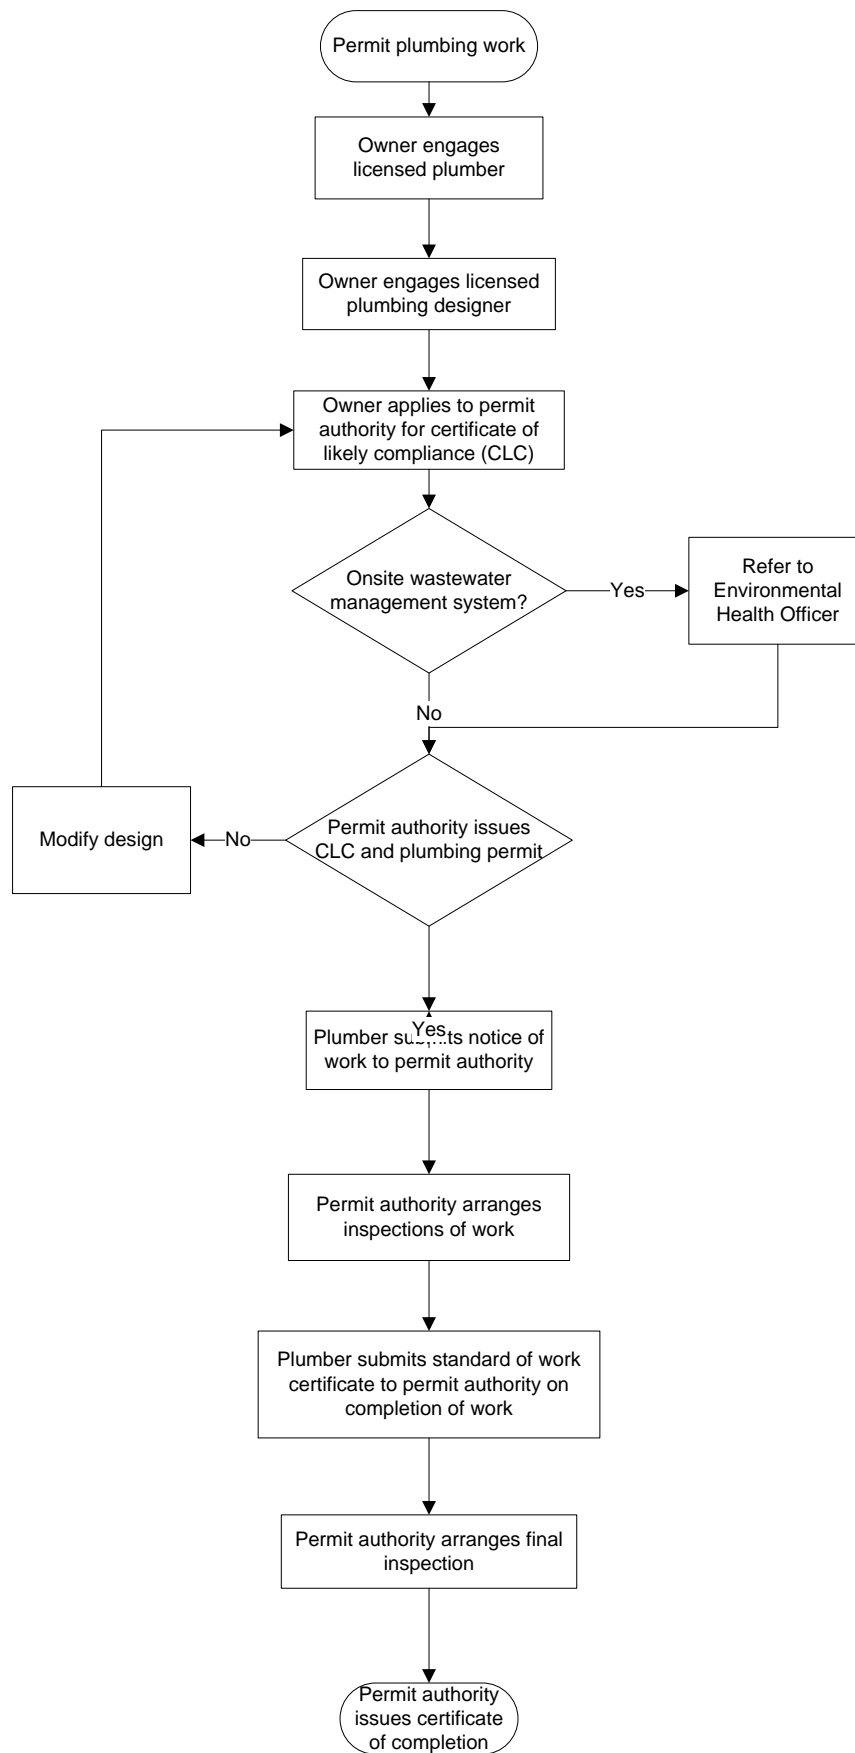 Permit plumbing work
Owner engages
licensed plumber
Owner engages licensed
plumbing designer
Owner applies to permit
authority for certificate of
likely compliance (CLC)
Onsite wastewater
management system?
Yes
Refer to
Environmental
Health Officer
No
Permit authority issues
CLC and plumbing permit
No
Modify design
Yes
Plumber submits notice of
work to permit authority
Permit authority arranges
inspections of work
Plumber submits standard of work
certificate to permit authority on
completion of work
Permit authority arranges final
inspection
Permit authority
issues certificate
of completion